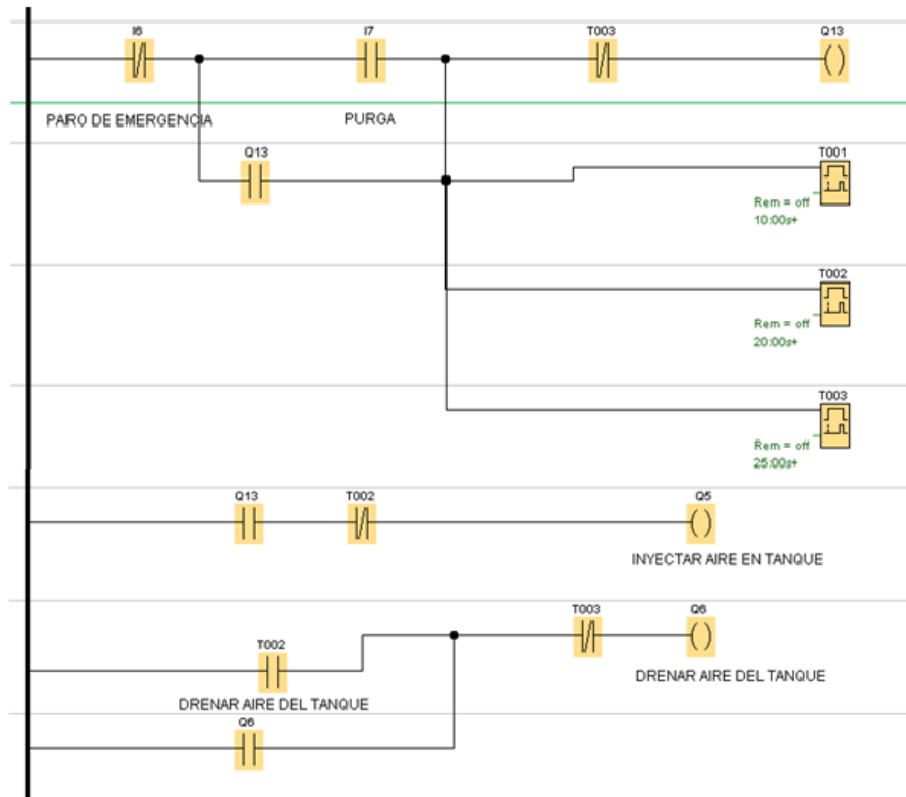 I6 I7 T003 Q13
PAIRO DE EMERGENCIA PURGA
Q13 T001
Rem = off
10:00s+
T002
Rem = off
20:00s+
T003
Rem = off
25:00s+
Q13 T002 Q5
INYECTAR AIRE EN TANQUE
T003 Q6
T002
DRENAR AIRE DEL TANQUE
DRENAR AIRE DEL TANQUE
Q6